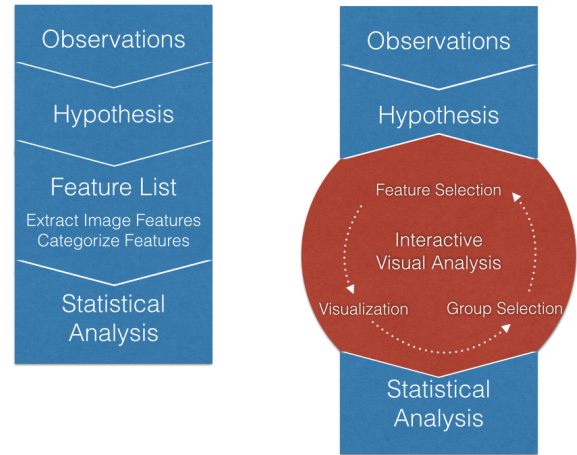 Observations
Hypothesis
Feature List
Extract Image Features
Categorize Features
Statistical
Analysis
Observations
Hypothesis
Feature Selection
Interactive
Visual Analysis
Visualization
Group Selection
Statistical
Analysis